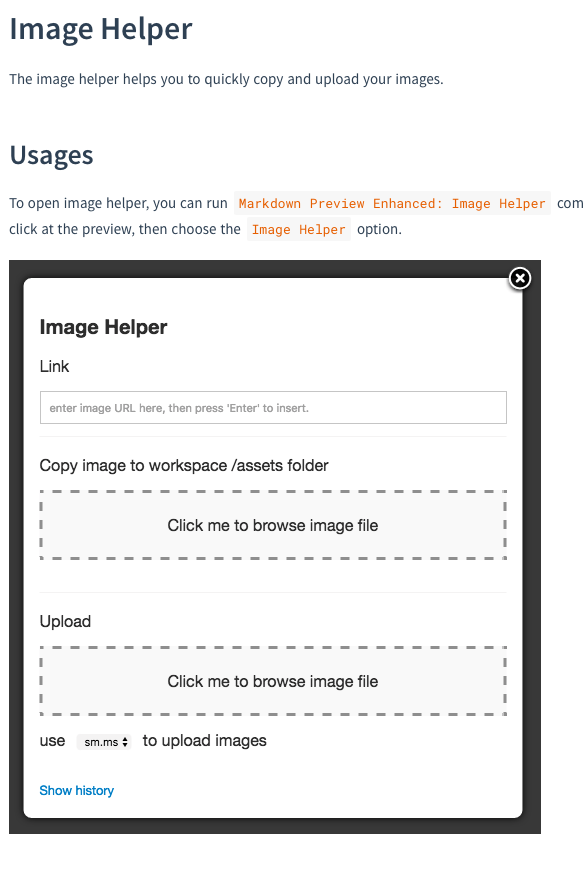 Image Helper
The image helper helps you to quickly copy and upload your images.
Usages
To open image helper, you can run Markdown Preview Enhanced: Image Helper com
click at the preview, then choose the Image Helper option.
Image Helper
Link
enter image URL here, then press 'Enter' to insert.
Copy image to workspace /assets folder
Click me to browse image file
Upload
Click me to browse image file
use sm.ms to upload images
Show history